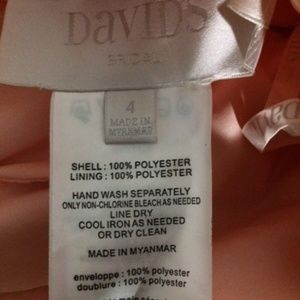 DAVID'S
BRIDAL
4
MADE IN
MYANMAR
SHELL : 100% POLYESTER
LINING : 100% POLYESTER
HAND WASH SEPARATELY
ONLY NON-CHLORINE BLEACH AS NEEDED
LINE DRY
COOL IRON AS NEEDED
OR DRY CLEAN
MADE IN MYANMAR
enveloppe : 100% polyester
doublure : 100% polyester